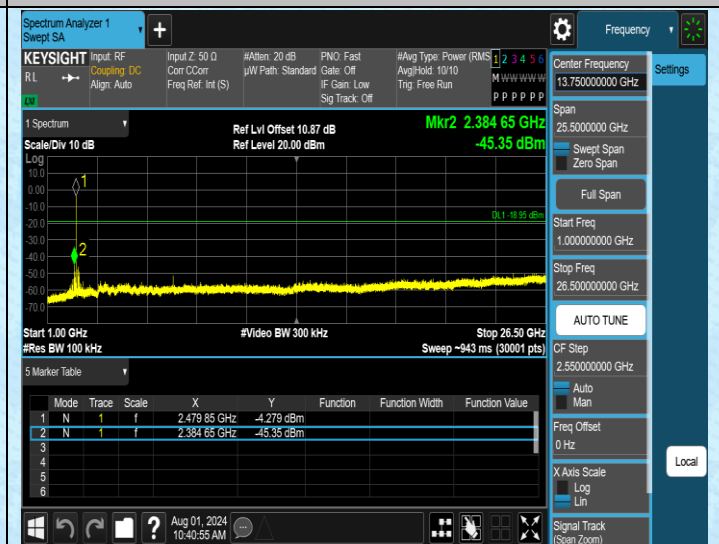 Spectrum Analyzer 1
Swept SA
+
Frequency
KEYSIGHT
Input: RF
Input Z: 50 Ω
#Atten: 20 dB
PNO: Fast
#Avg Type: Power (RMS
1 2 3 4 5 6
RL
Coupling: DC
Corr CCorr
µW Path: Standard
Gate: Off
Avg|Hold: 10/10
M W W W W W
Align: Auto
Freq Ref: Int (S)
IF Gain: Low
Trig: Free Run
Sig Track: Off
P P P P P P
1 Spectrum
Scale/Div 10 dB
Ref Lvl Offset 10.87 dB
Ref Level 20.00 dBm
Mkr2 2.384 65 GHz
-45.35 dBm
Log
10.0
0.00
-10.0
-20.0
-30.0
-40.0
-50.0
-60.0
-70.0
1
2
DL1 -18.95 dBm
Start 1.00 GHz
#Video BW 300 kHz
Stop 26.50 GHz
#Res BW 100 kHz
Sweep ~943 ms (30001 pts)
5 Marker Table
Mode Trace Scale X Y Function Function Width Function Value
1 N 1 f 2.479 85 GHz -4.279 dBm
2 N 1 f 2.384 65 GHz -45.35 dBm
3
4
5
6
Aug 01, 2024
10:40:55 AM
Center Frequency
13.750000000 GHz
Settings
Span
25.5000000 GHz
Swept Span
Zero Span
Full Span
Start Freq
1.000000000 GHz
Stop Freq
26.500000000 GHz
AUTO TUNE
CF Step
2.550000000 GHz
Auto
Man
Freq Offset
0 Hz
X Axis Scale
Log
Lin
Local
Signal Track
(Span Zoom)